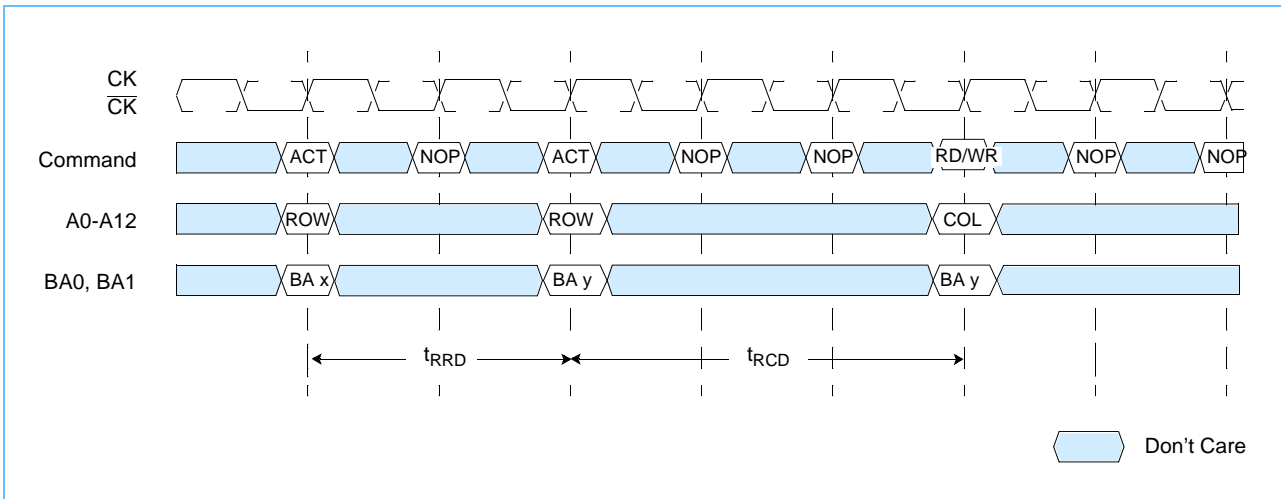 CK
CK
Command ACT NOP ACT NOP NOP RD/WR NOP NOP
A0-A12 ROW ROW COL
BA0, BA1 BA x BA y BA y
tRRD tRCD
Don't Care